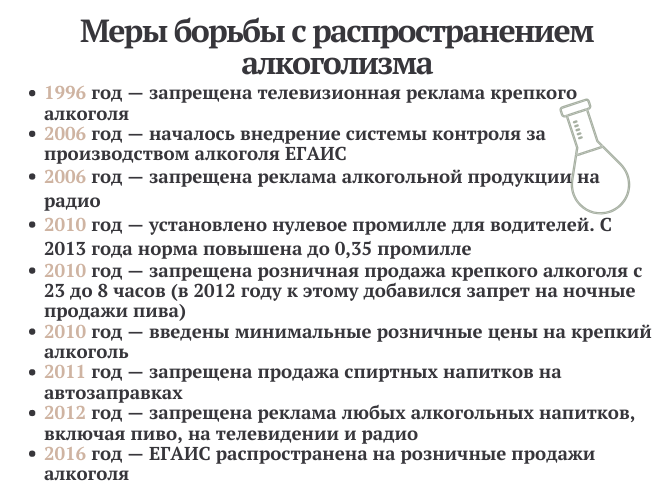 Меры борьбы с распространением
алкоголизма
• 1996 год — запрещена телевизионная реклама крепкого
алкоголя
• 2006 год — началось внедрение системы контроля за
производством алкоголя ЕГАИС
• 2006 год — запрещена реклама алкогольной продукции на
радио
• 2010 год — установлено нулевое промилле для водителей. С
2013 года норма повышена до 0,35 промилле
• 2010 год — запрещена розничная продажа крепкого алкоголя с
23 до 8 часов (в 2012 году к этому добавился запрет на ночные
продажи пива)
• 2010 год — введены минимальные розничные цены на крепкий
алкоголь
• 2011 год — запрещена продажа спиртных напитков на
автозаправках
• 2012 год — запрещена реклама любых алкогольных напитков,
включая пиво, на телевидении и радио
• 2016 год — ЕГАИС распространена на розничные продажи
алкоголя